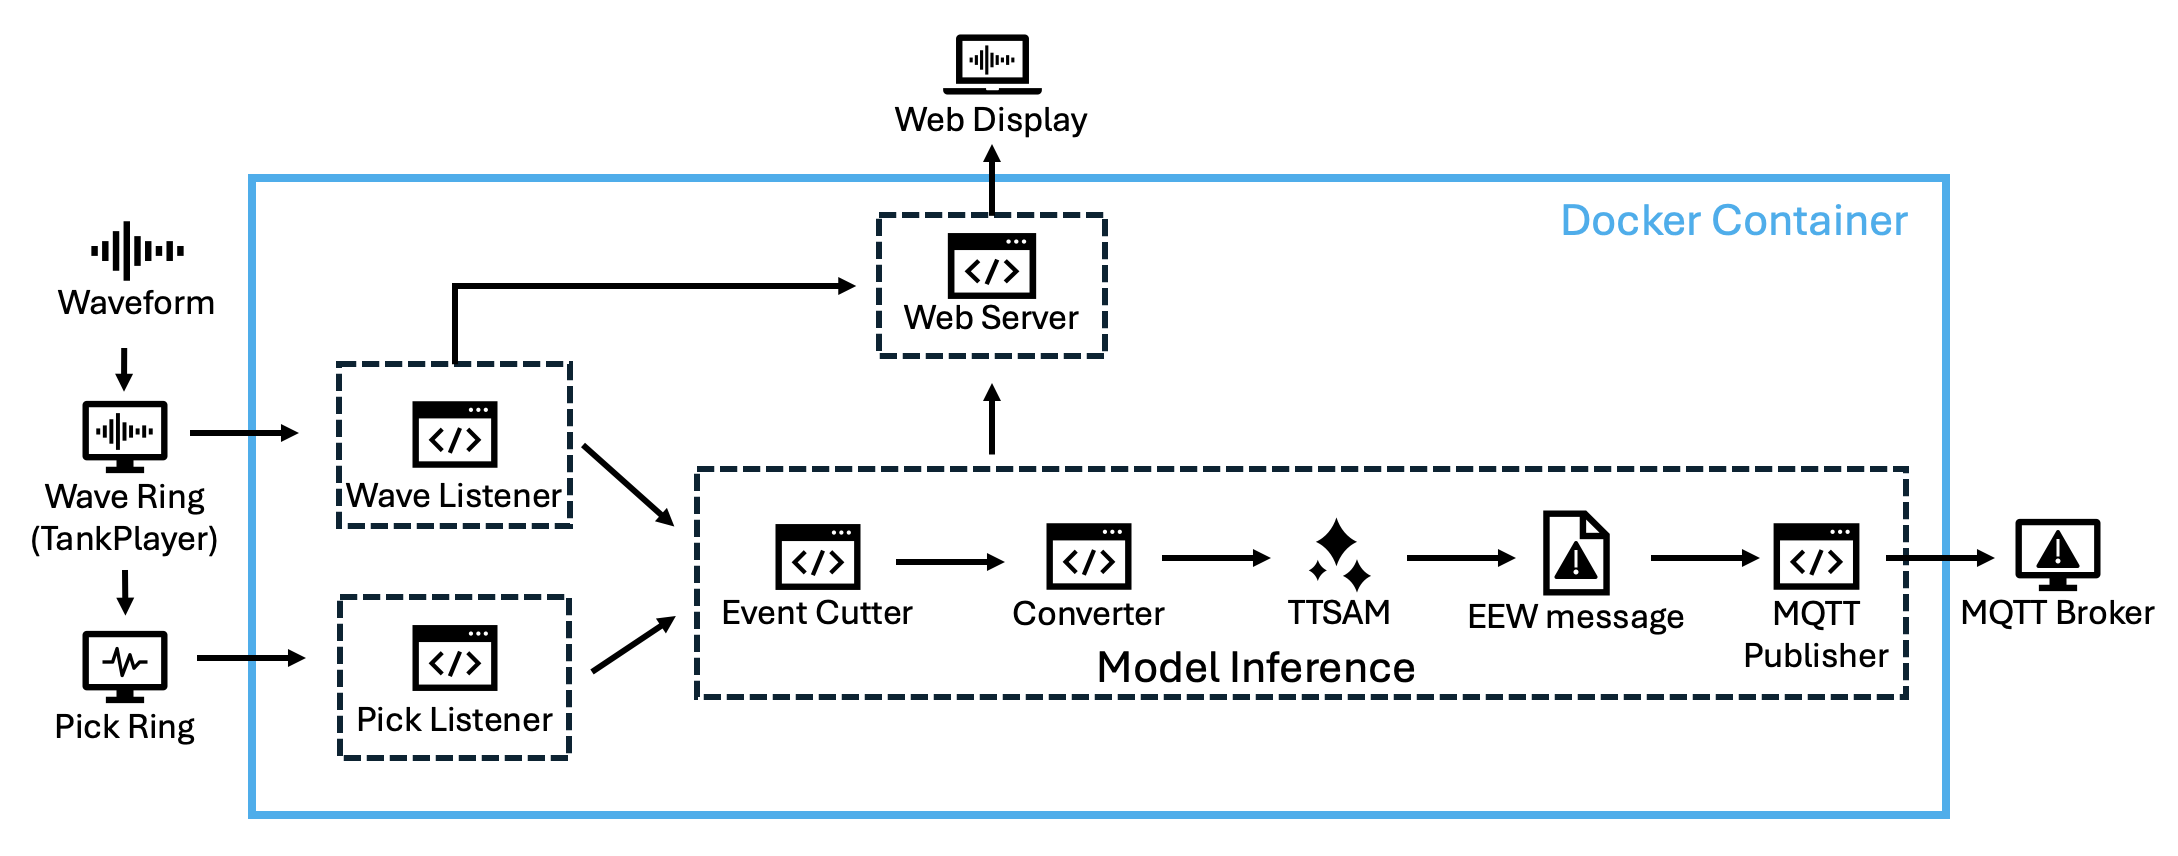 Web Display
Docker Container
Waveform
Web Server
Wave Ring
(TankPlayer)
Wave Listener
Event Cutter
Converter
TTSAM
EEW message
MQTT
Publisher
MQTT Broker
Model Inference
Pick Ring
Pick Listener